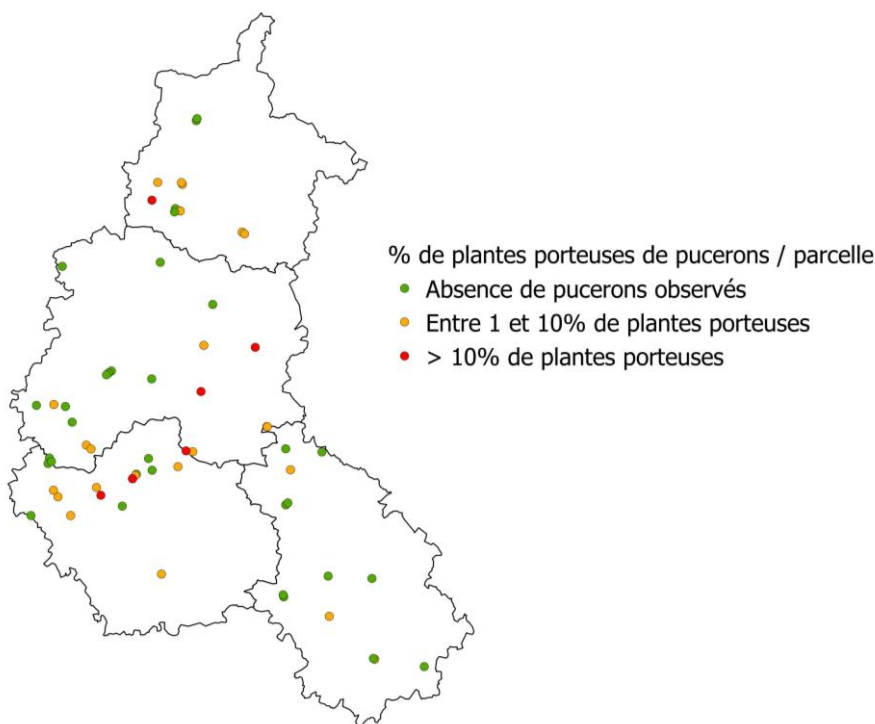 % de plantes porteuses de pucerons / parcelle
Absence de pucerons observés
Entre 1 et 10% de plantes porteuses
> 10% de plantes porteuses